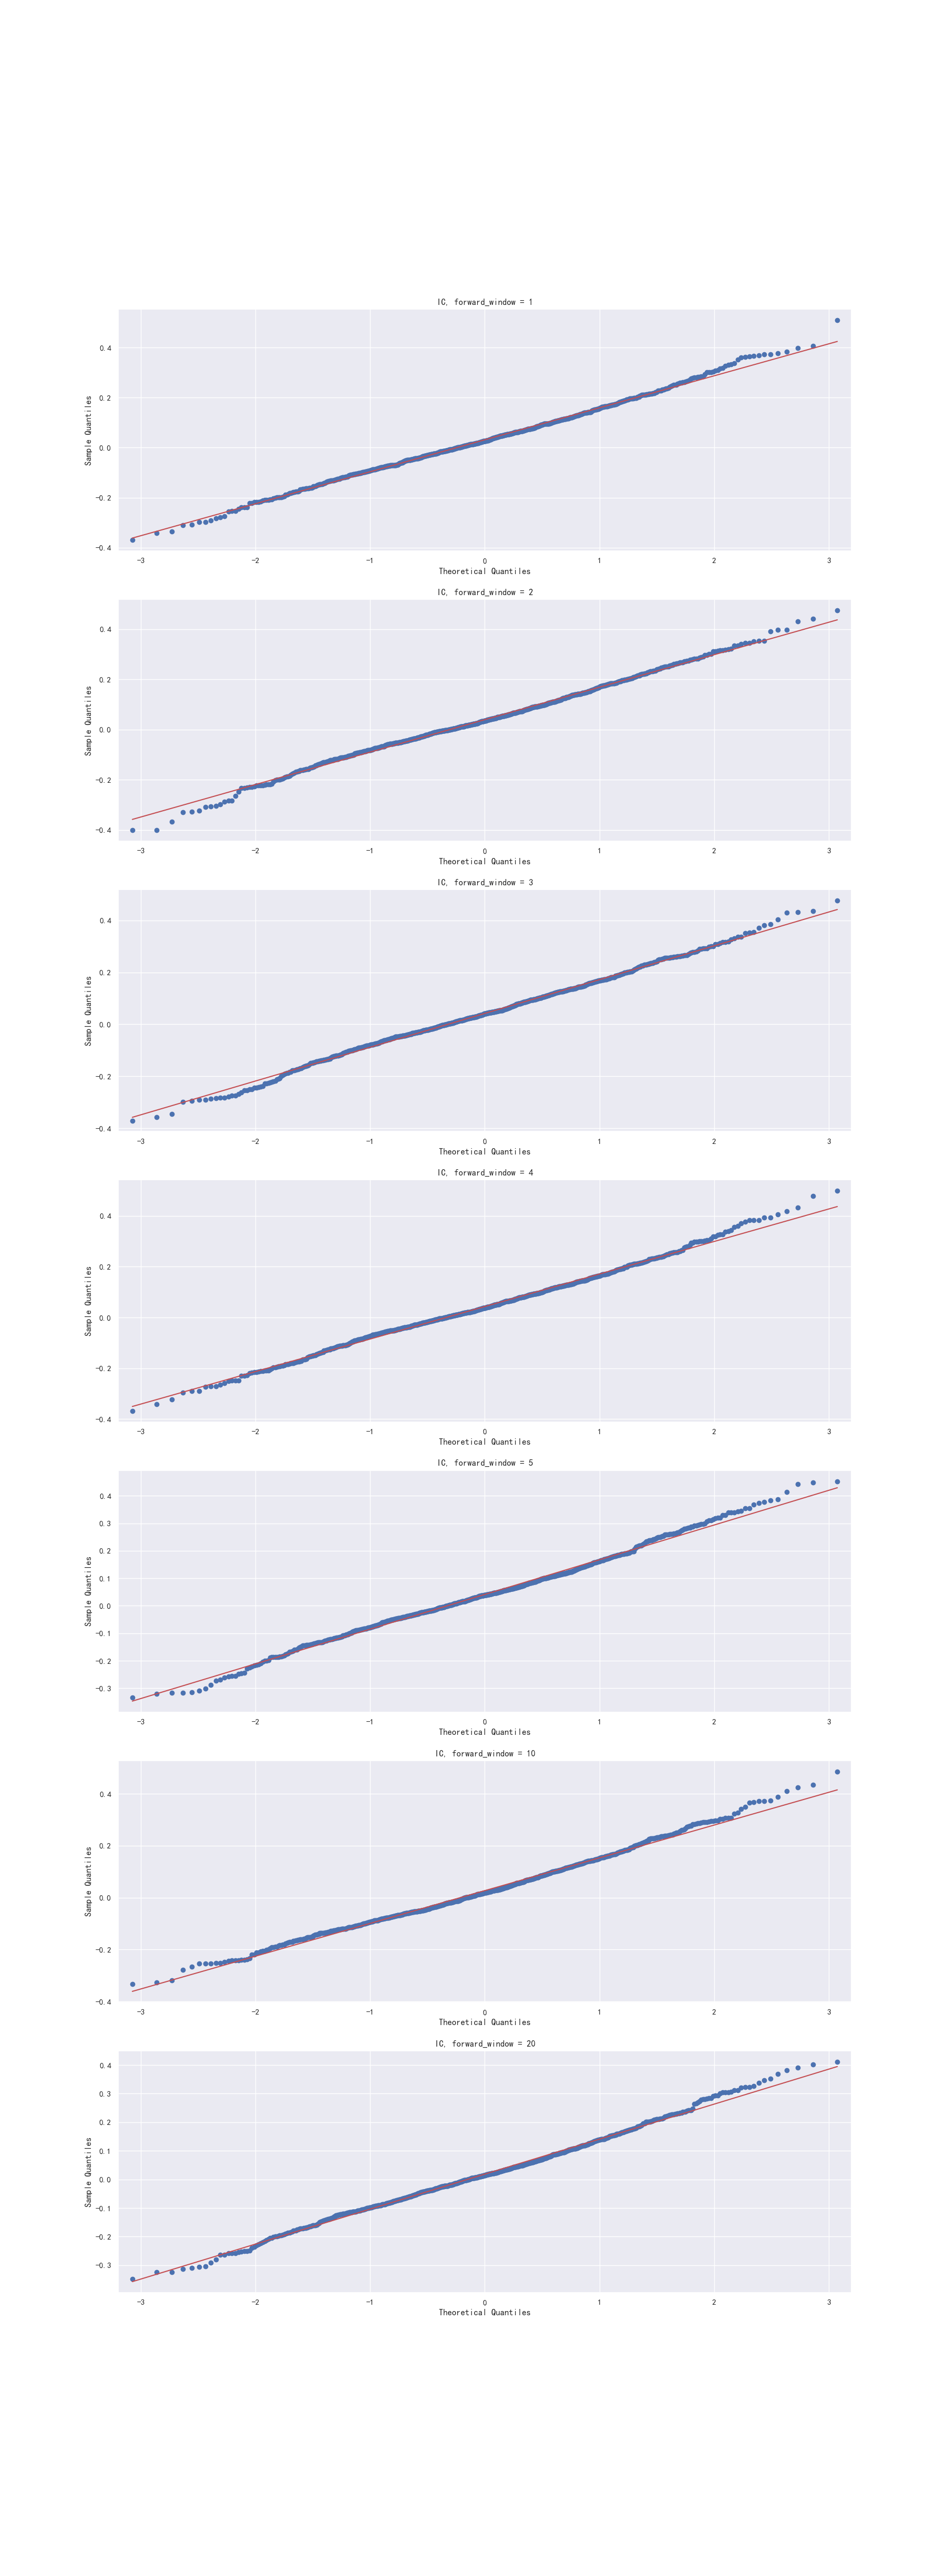 IC, forward_window = 1
0.4
0.2
0.0
-0.2
-0.4
Sample Quantiles
-3 -2 -1 0 1 2 3
Theoretical Quantiles
IC, forward_window = 2
0.4
0.2
0.0
-0.2
-0.4
Sample Quantiles
-3 -2 -1 0 1 2 3
Theoretical Quantiles
IC, forward_window = 3
0.4
0.2
0.0
-0.2
-0.4
Sample Quantiles
-3 -2 -1 0 1 2 3
Theoretical Quantiles
IC, forward_window = 4
0.4
0.2
0.0
-0.2
-0.4
Sample Quantiles
-3 -2 -1 0 1 2 3
Theoretical Quantiles
IC, forward_window = 5
0.4
0.3
0.2
0.1
0.0
-0.1
-0.2
-0.3
Sample Quantiles
-3 -2 -1 0 1 2 3
Theoretical Quantiles
IC, forward_window = 10
0.4
0.2
0.0
-0.2
-0.4
Sample Quantiles
-3 -2 -1 0 1 2 3
Theoretical Quantiles
IC, forward_window = 20
0.4
0.3
0.2
0.1
0.0
-0.1
-0.2
-0.3
Sample Quantiles
-3 -2 -1 0 1 2 3
Theoretical Quantiles